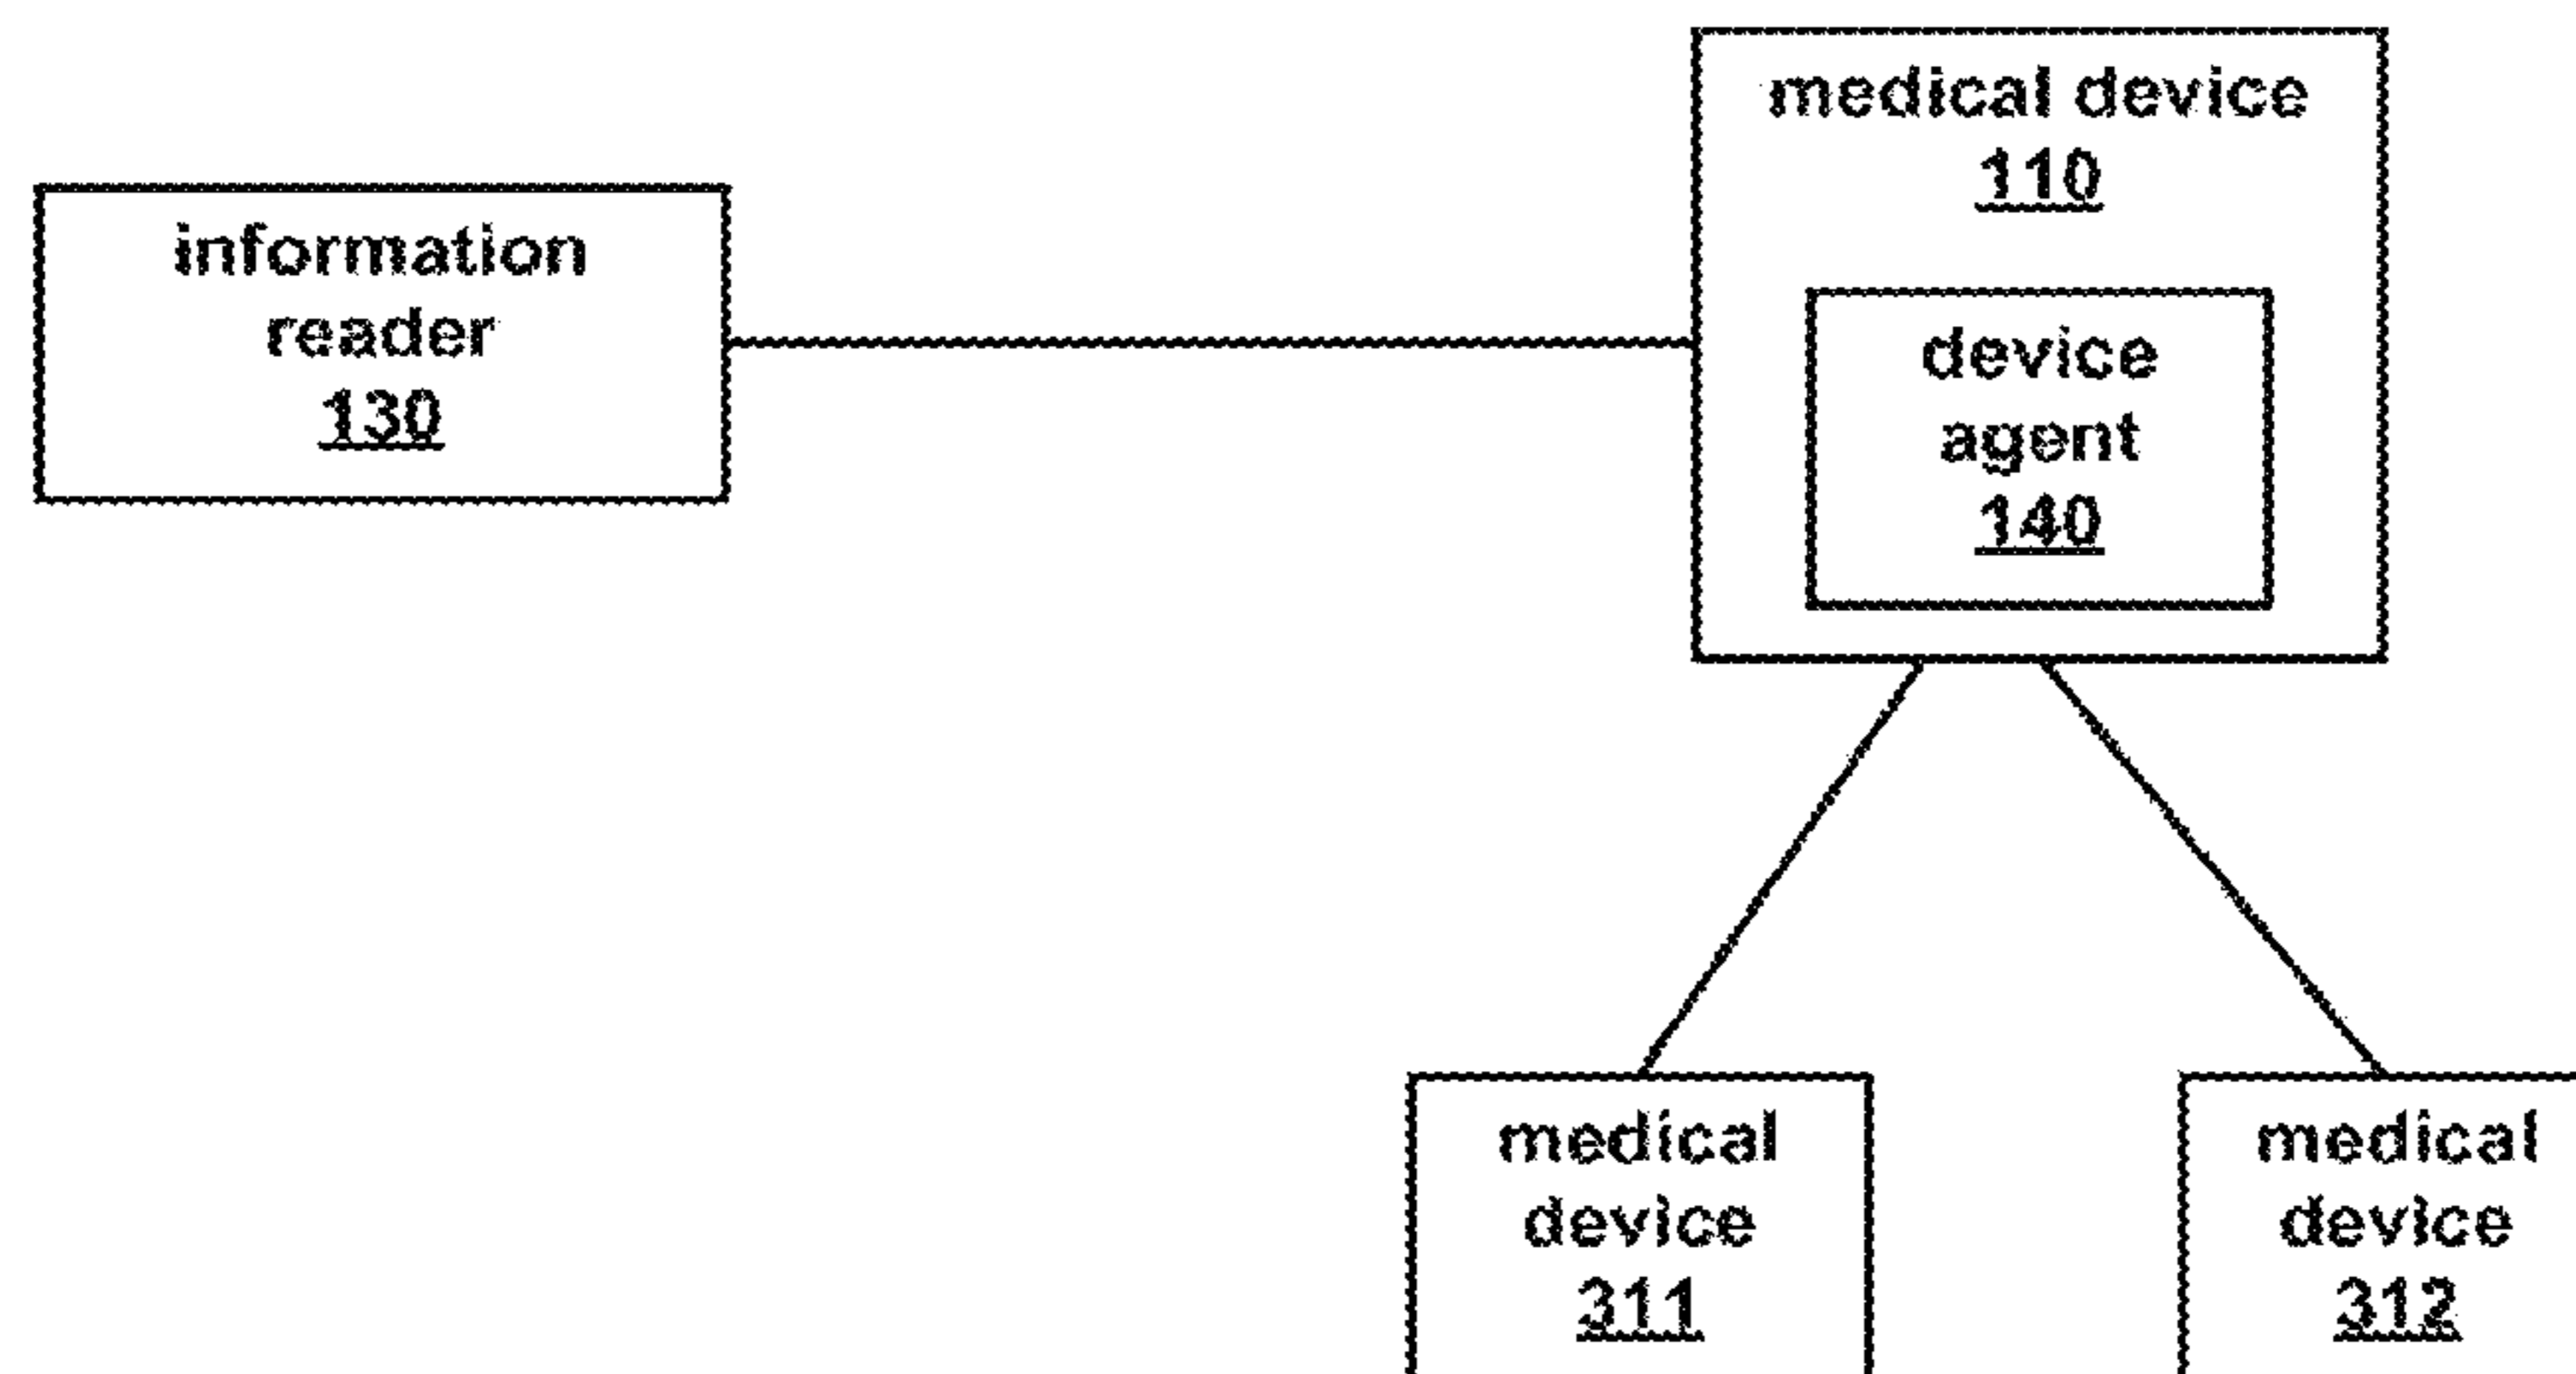 medical device
110
information
reader
130
device
agent
140
medical
device
311
medical
device
312